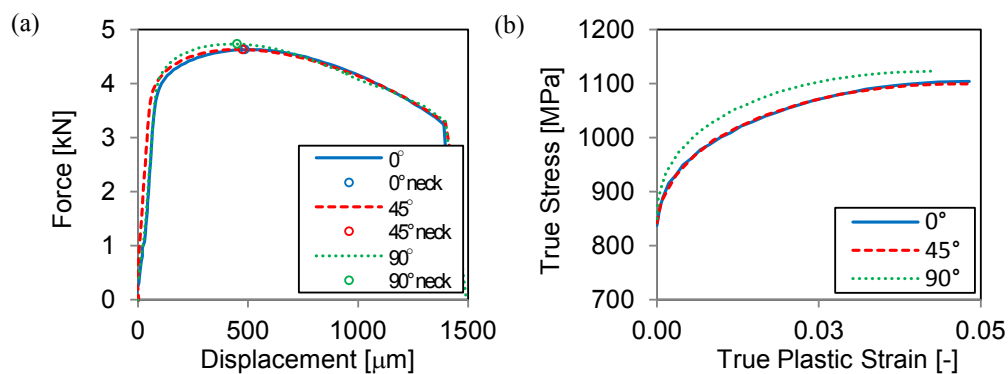 (a)
Force [kN]
5
4
3
2
1
0
0°
0° neck
45°
45° neck
90°
90° neck
0 500 1000 1500
Displacement [µm]
(b)
True Stress [MPa]
1200
1100
1000
900
800
700
0°
45°
90°
0.00 0.03 0.05
True Plastic Strain [-]